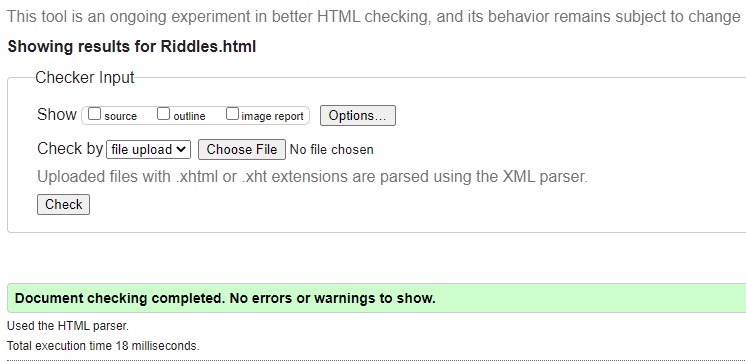 This tool is an ongoing experiment in better HTML checking, and its behavior remains subject to change
Showing results for Riddles.html
Checker Input
Show source outline image report Options...
Check by file upload Choose File No file chosen
Uploaded files with .xhtml or .xht extensions are parsed using the XML parser.
Check
Document checking completed. No errors or warnings to show.
Used the HTML parser.
Total execution time 18 milliseconds.